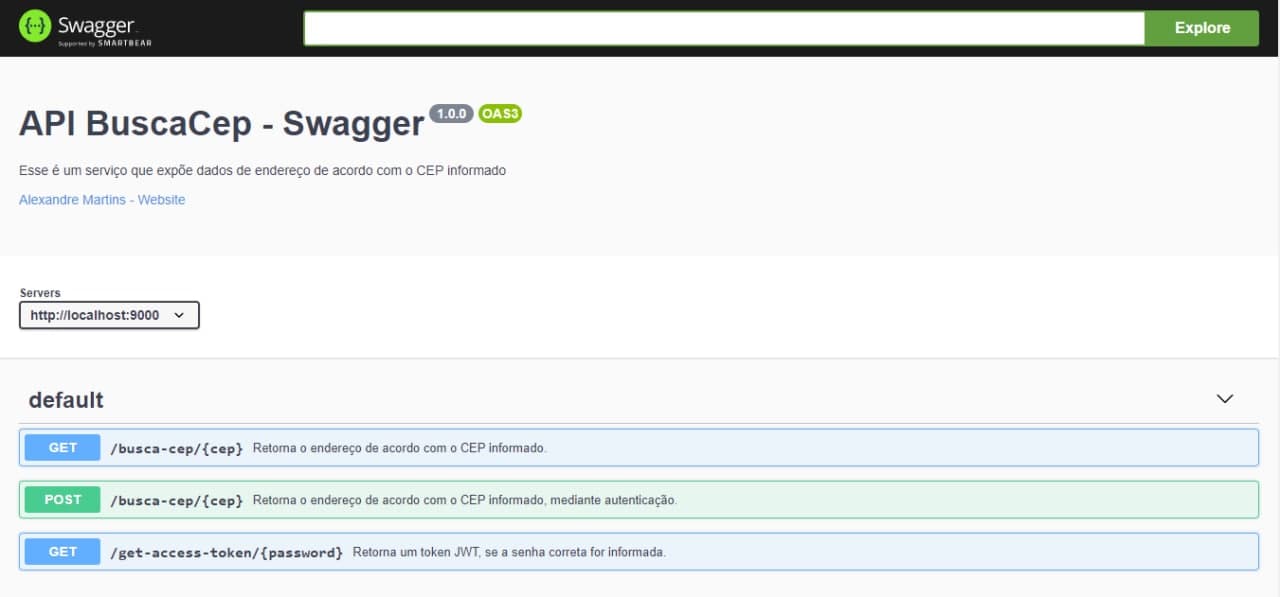 {···} Swagger.
Supported by SMARTBEAR
Explore
API BuscaCep - Swagger 1.0.0 OAS3
Esse é um serviço que expõe dados de endereço de acordo com o CEP informado
Alexandre Martins - Website
Servers
http://localhost:9000
default
GET /busca-cep/{cep} Retorna o endereço de acordo com o CEP informado.
POST /busca-cep/{cep} Retorna o endereço de acordo com o CEP informado, mediante autenticação.
GET /get-access-token/{password} Retorna um token JWT, se a senha correta for informada.